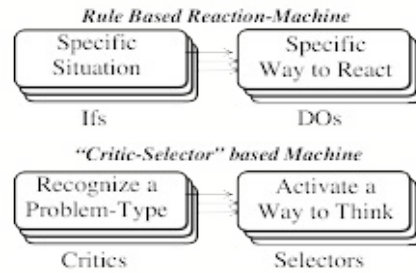 Rule Based Reaction-Machine
Specific
Situation
Specific
Way to React
Ifs
DOs
“Critic-Selector” based Machine
Recognize a
Problem-Type
Activate a
Way to Think
Critics
Selectors